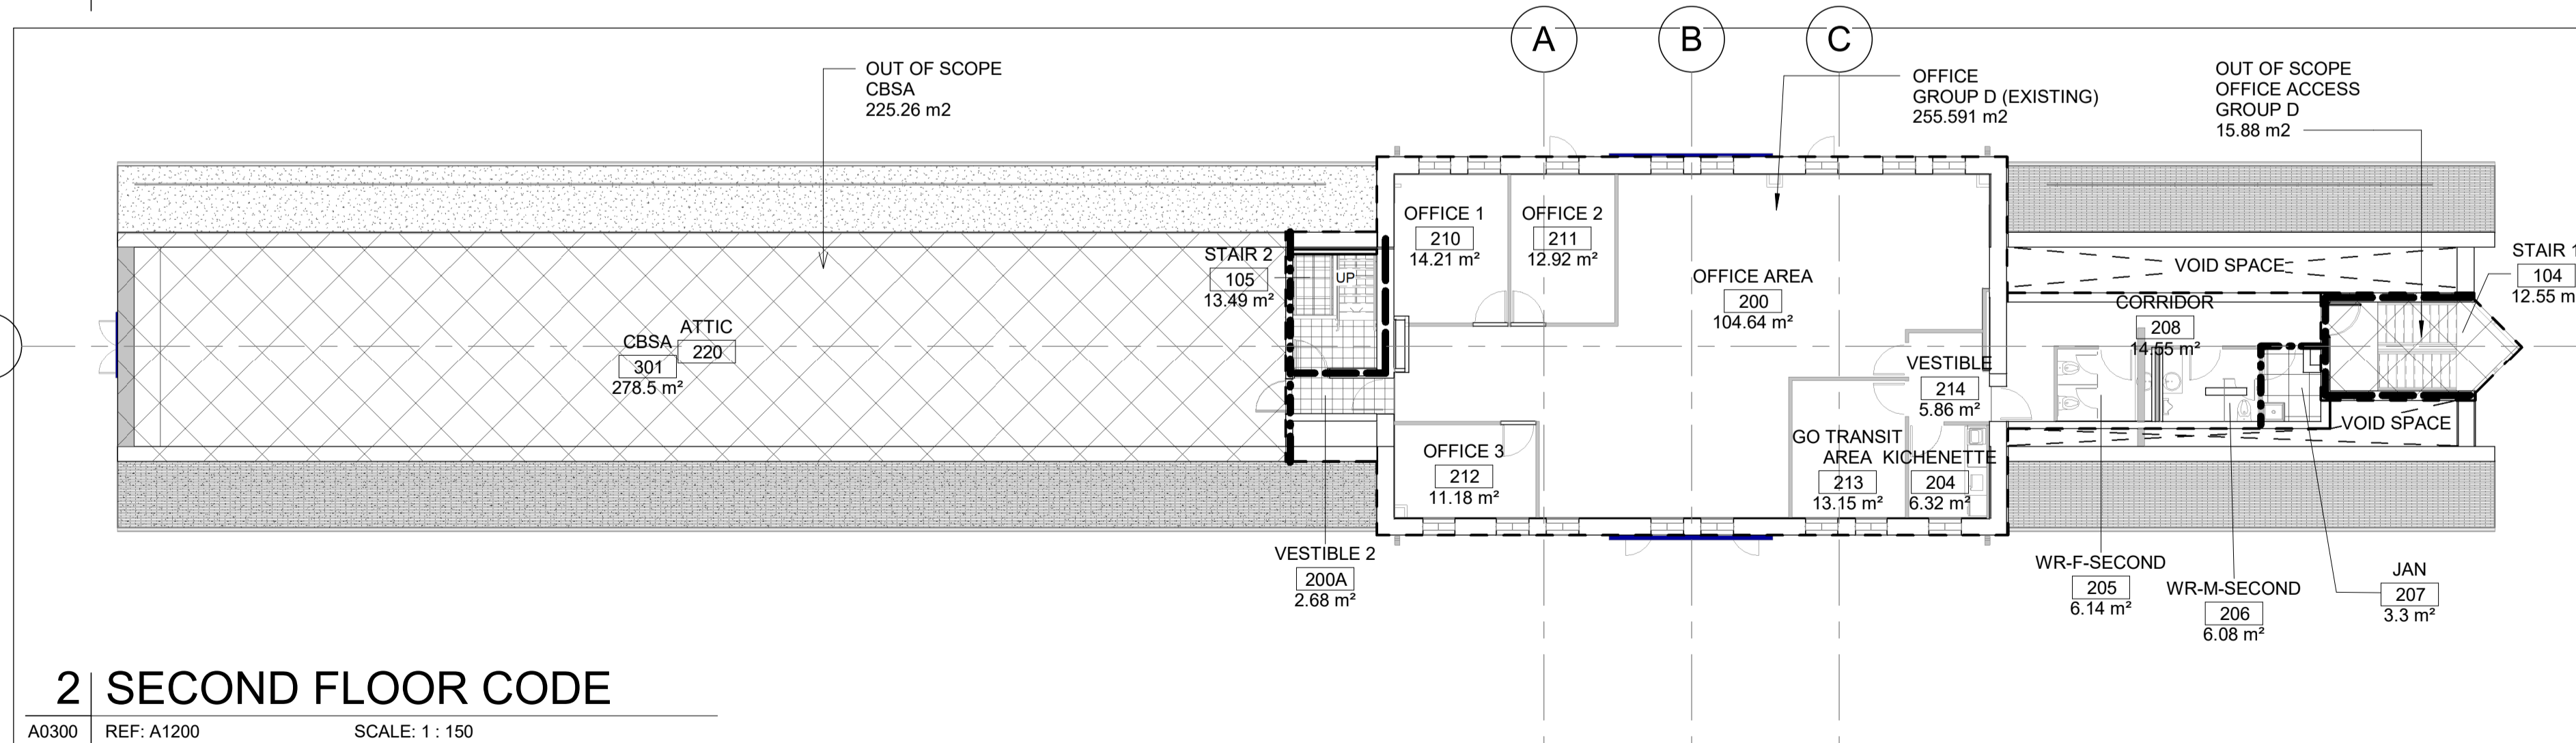 A
B
C
OUT OF SCOPE
CBSA
225.26 m2
OFFICE
GROUP D (EXISTING)
255.591 m2
OUT OF SCOPE
OFFICE ACCESS
GROUP D
15.88 m2
STAIR 2
105
13.49 m²
UP
OFFICE 1
210
14.21 m²
OFFICE 2
211
12.92 m²
OFFICE AREA
200
104.64 m²
VOID SPACE
STAIR 1
104
12.55 m
CORRIDOR
208
14.55 m²
CBSA
301
278.5 m²
ATTIC
220
VESTIBLE
214
5.86 m²
VOID SPACE
OFFICE 3
212
11.18 m²
GO TRANSIT
AREA
213
13.15 m²
KICHENETTE
204
6.32 m²
VESTIBLE 2
200A
2.68 m²
WR-F-SECOND
205
6.14 m²
WR-M-SECOND
206
6.08 m²
JAN
207
3.3 m²
2 SECOND FLOOR CODE
A0300 REF: A1200 SCALE: 1 : 150